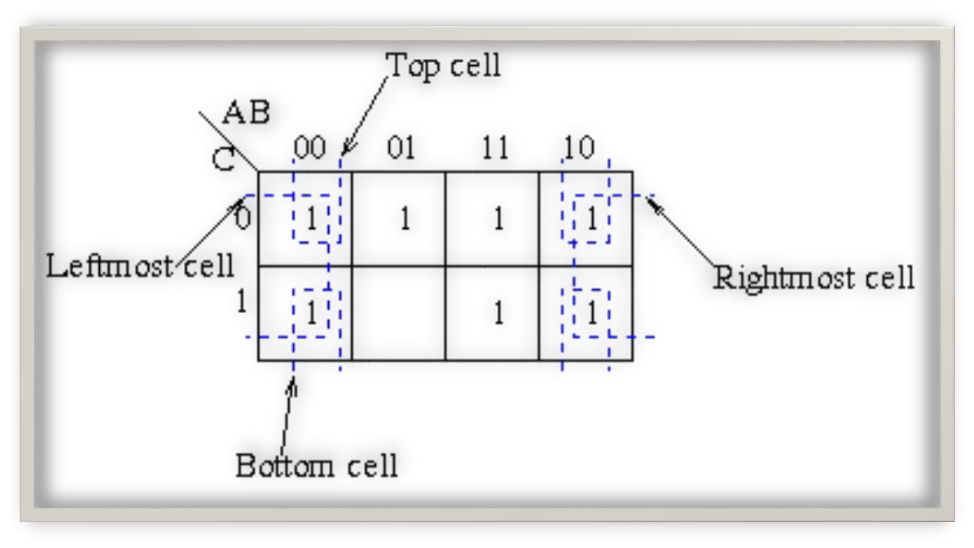 Top cell
AB
C
00 01 11 10
0 1 1 1 1
Leftmost cell
Rightmost cell
1 1 1 1
Bottom cell